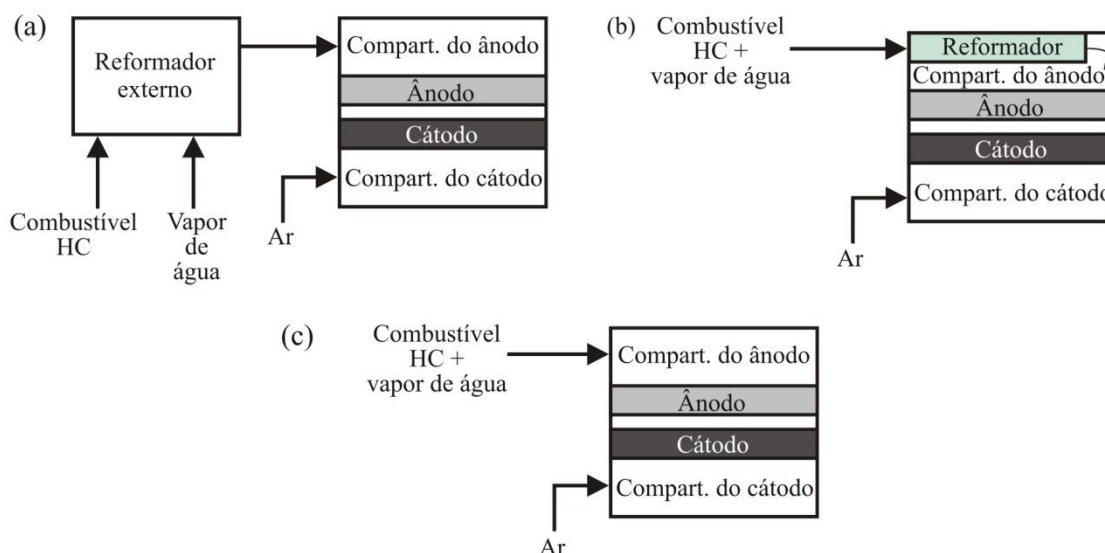 (a)
Reformador
externo
Combustível
HC
Vapor
de
água
Ar
Compart. do ânodo
Ânodo
Cátodo
Compart. do cátodo
(b)
Combustível
HC +
vapor de água
Ar
Reformador
Compart. do ânodo
Ânodo
Cátodo
Compart. do cátodo
(c)
Combustível
HC +
vapor de água
Ar
Compart. do ânodo
Ânodo
Cátodo
Compart. do cátodo